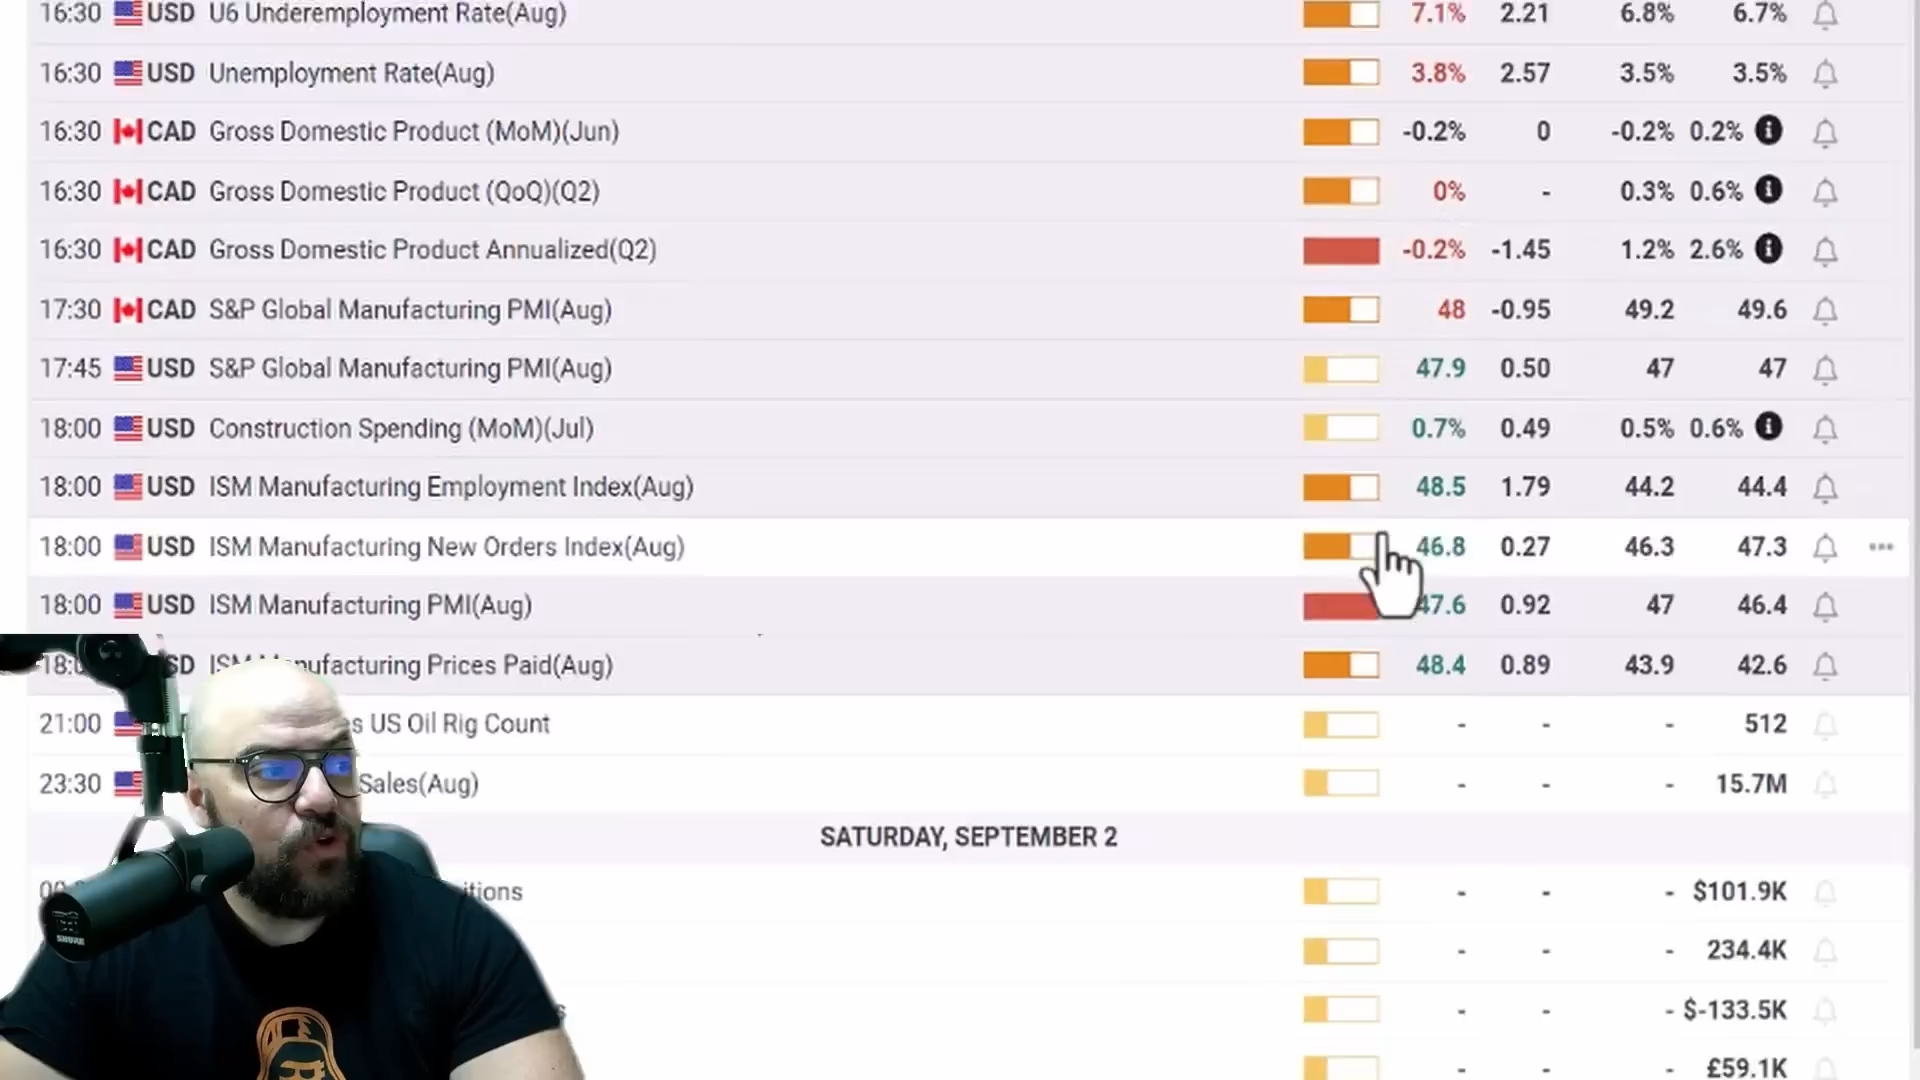 16:30 USD U6 Underemployment Rate(Aug) 7.1% 2.21 6.8% 6.7%
16:30 USD Unemployment Rate(Aug) 3.8% 2.57 3.5% 3.5%
16:30 CAD Gross Domestic Product (MoM)(Jun) -0.2% 0 -0.2% 0.2%
16:30 CAD Gross Domestic Product (QoQ)(Q2) 0% - 0.3% 0.6%
16:30 CAD Gross Domestic Product Annualized(Q2) -0.2% -1.45 1.2% 2.6%
17:30 CAD S&P Global Manufacturing PMI(Aug) 48 -0.95 49.2 49.6
17:45 USD S&P Global Manufacturing PMI(Aug) 47.9 0.50 47 47
18:00 USD Construction Spending (MoM)(Jul) 0.7% 0.49 0.5% 0.6%
18:00 USD ISM Manufacturing Employment Index(Aug) 48.5 1.79 44.2 44.4
18:00 USD ISM Manufacturing New Orders Index(Aug) 46.8 0.27 46.3 47.3
18:00 USD ISM Manufacturing PMI(Aug) 47.6 0.92 47 46.4
ISM Manufacturing Prices Paid(Aug) 48.4 0.89 43.9 42.6
21:00 US Oil Rig Count - - - 512
23:30 Sales(Aug) - - - 15.7M
SATURDAY, SEPTEMBER 2
- - - $101.9K
- - - 234.4K
- - - $-133.5K
- - - £59.1K
SHURE